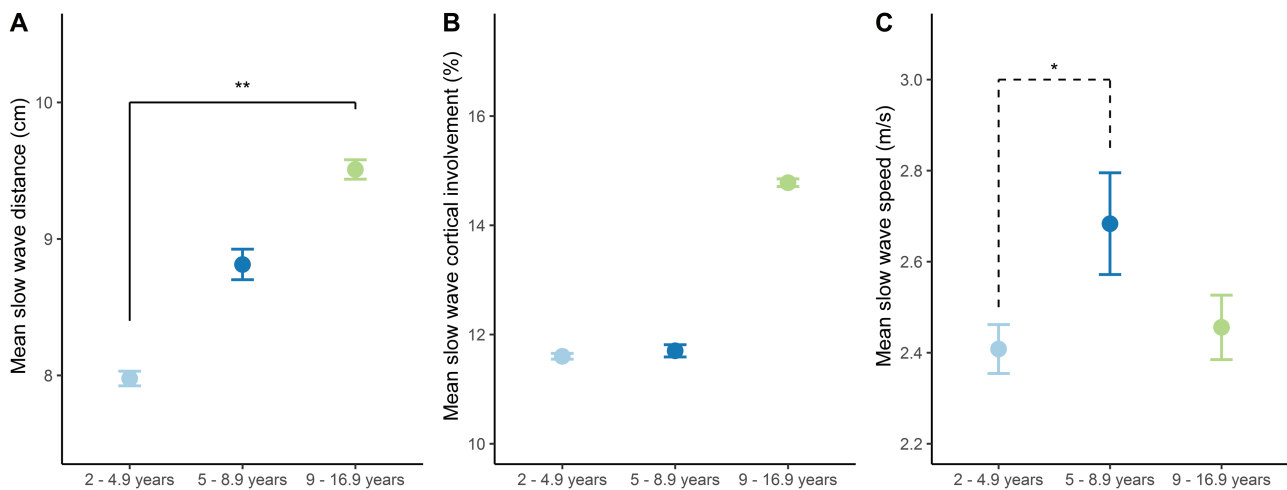 A
Mean slow wave distance (cm)
10
9
8
**
2 - 4.9 years
5 - 8.9 years
9 - 16.9 years
B
Mean slow wave cortical involvement (%)
16
14
12
10
2 - 4.9 years
5 - 8.9 years
9 - 16.9 years
C
Mean slow wave speed (m/s)
3.0
2.8
2.6
2.4
2.2
*
2 - 4.9 years
5 - 8.9 years
9 - 16.9 years